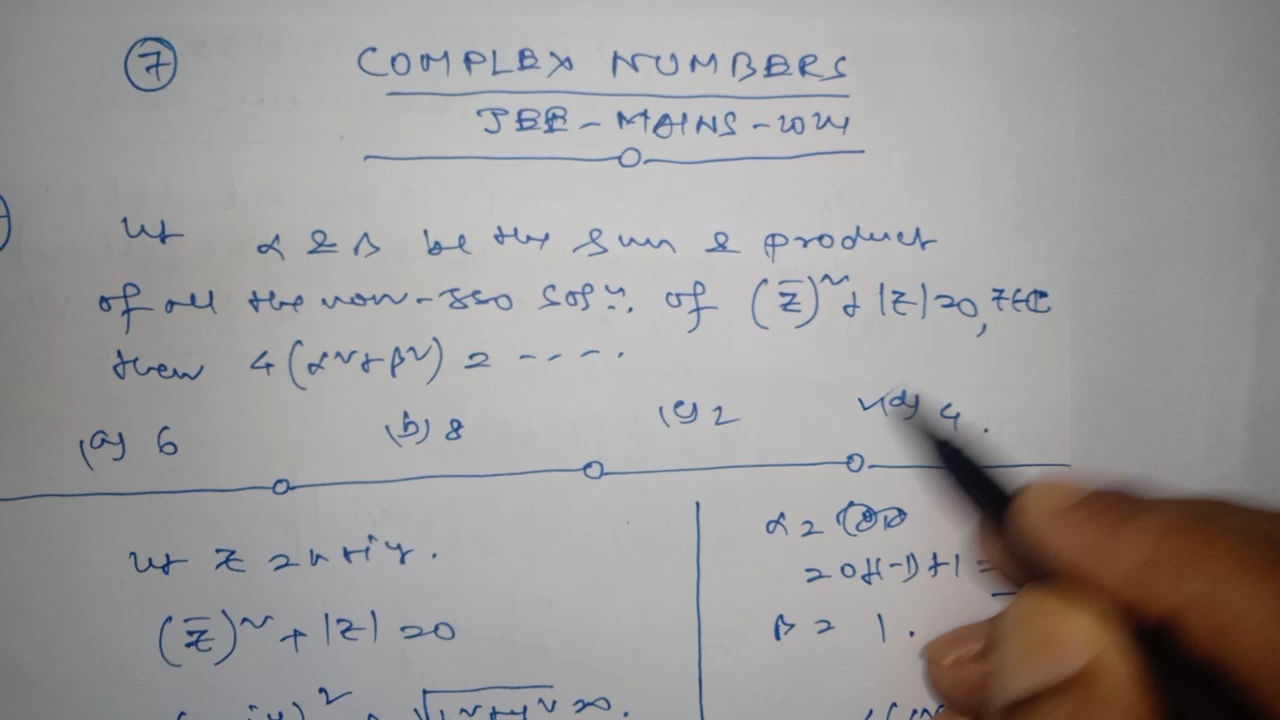 7
COMPLEX NUMBERS
JEE - MAINS - 2024
Let α & β be the sum & product
of all the non-zero soln. of (z̄)² + |z| = 0, z ∈ C
then 4(α² + β²) = ----.
(a) 6 (b) 8 (c) 2 (d) 4.
Let z = x + iy.
(z̄)² + |z| = 0
α =
= 0 + (-1) + 1 =
β = 1.